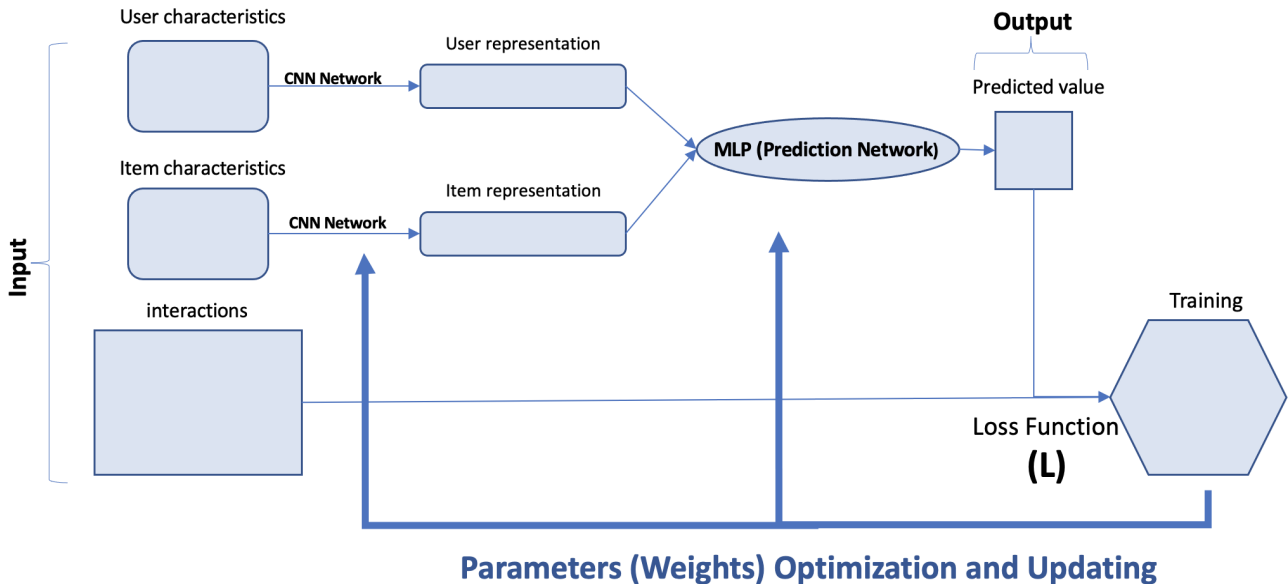 User characteristics
CNN Network
User representation
Output
Predicted value
MLP (Prediction Network)
Item characteristics
CNN Network
Item representation
Input
interactions
Training
Loss Function
(L)
Parameters (Weights) Optimization and Updating